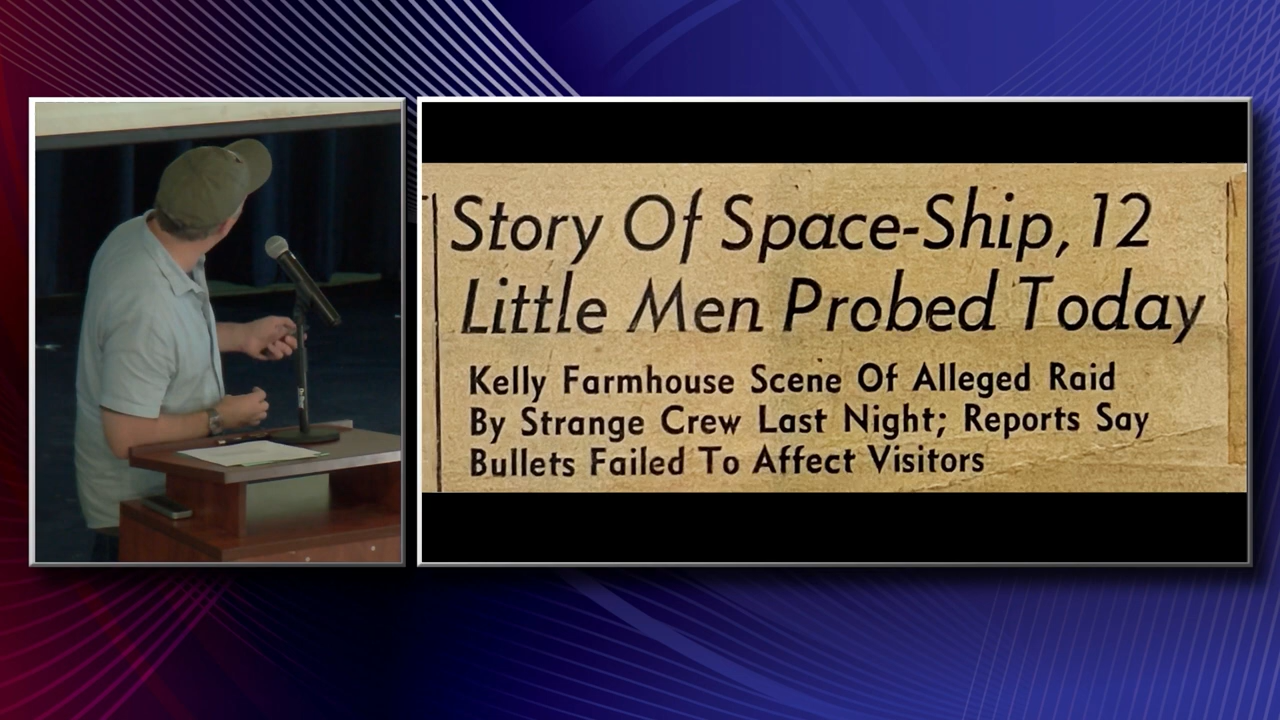 Story Of Space-Ship, 12
Little Men Probed Today
Kelly Farmhouse Scene Of Alleged Raid
By Strange Crew Last Night; Reports Say
Bullets Failed To Affect Visitors